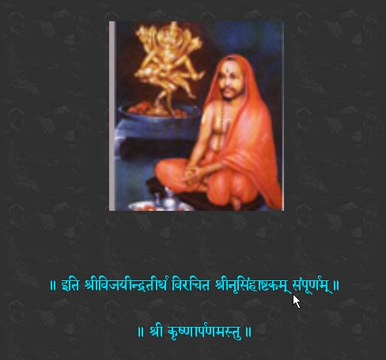 ॥ इति श्रीविजयीन्द्रतीर्थ विरचित श्रीनृसिंहाष्टकम् संपूर्णम् ॥
॥ श्री कृष्णार्पणमस्तु ॥